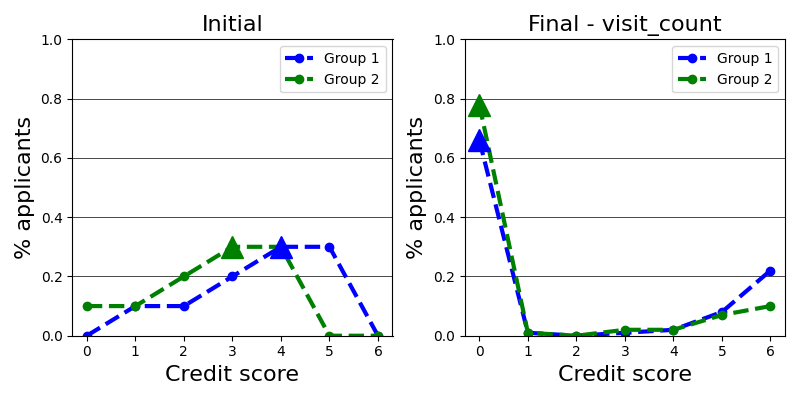 Initial
1.0
0.8
0.6
0.4
0.2
0.0
% applicants
0 1 2 3 4 5 6
Credit score
Group 1
Group 2
Final - visit_count
1.0
0.8
0.6
0.4
0.2
0.0
% applicants
0 1 2 3 4 5 6
Credit score
Group 1
Group 2